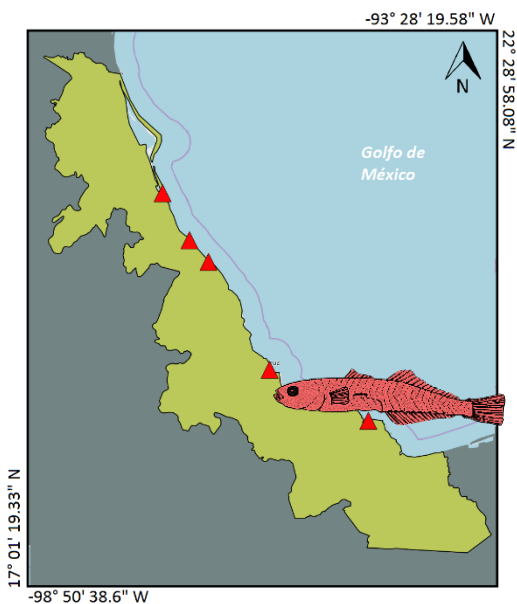 -93° 28' 19.58" W
22° 28' 58.08" N
N
Golfo de
México
17° 01' 19.33" N
-98° 50' 38.6" W